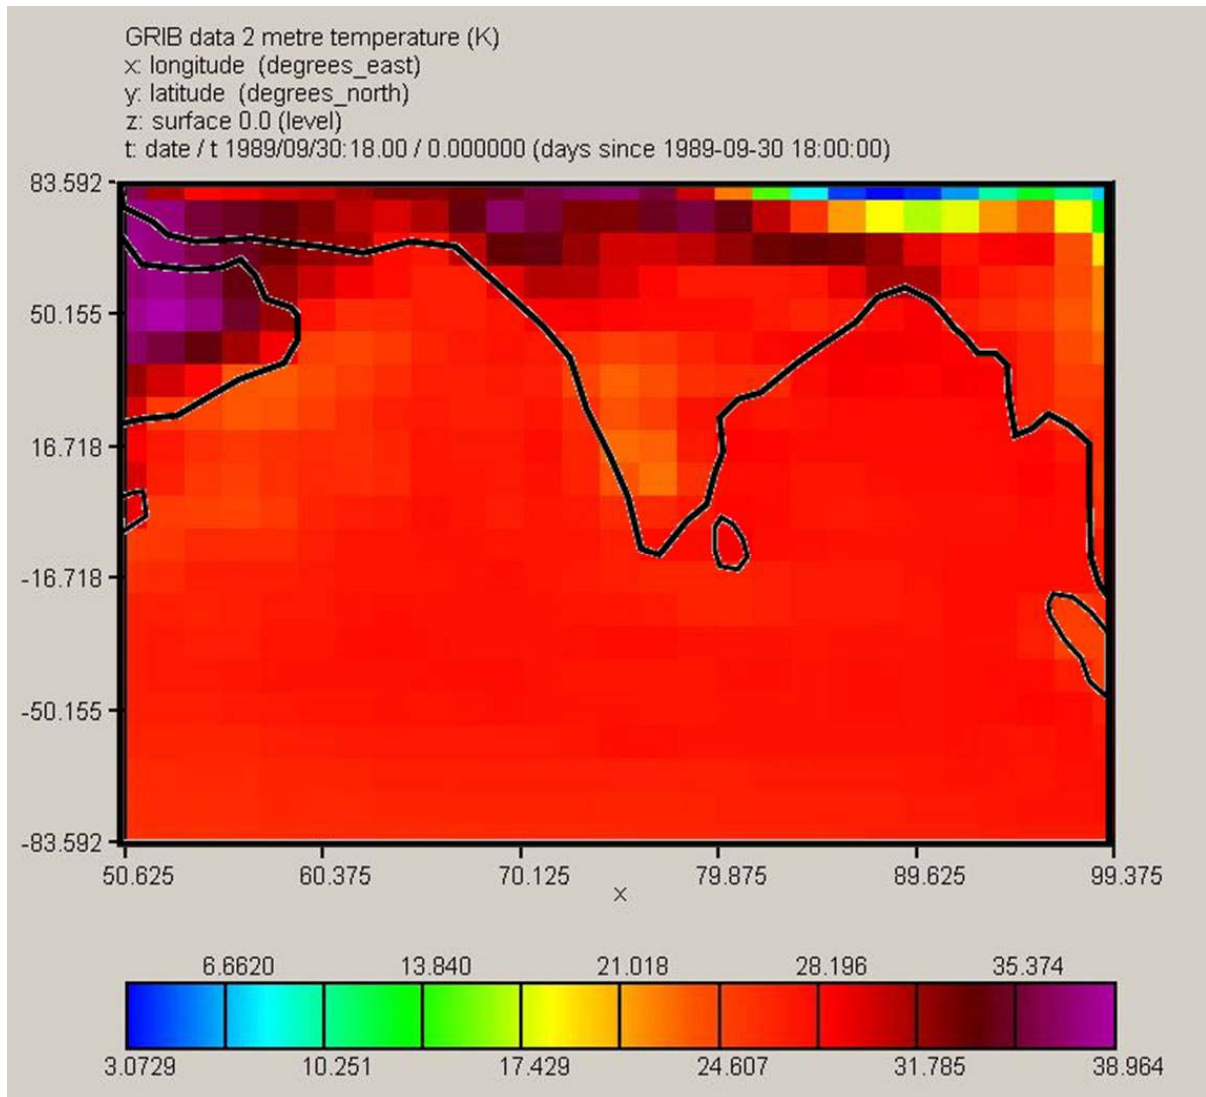 GRIB data 2 metre temperature (K)
x: longitude (degrees_east)
y: latitude (degrees_north)
z: surface 0.0 (level)
t: date / t 1989/09/30:18.00 / 0.000000 (days since 1989-09-30 18:00:00)
83.592
50.155
16.718
-16.718
-50.155
-83.592
50.625 60.375 70.125 79.875 89.625 99.375
x
6.6620 13.840 21.018 28.196 35.374
3.0729 10.251 17.429 24.607 31.785 38.964